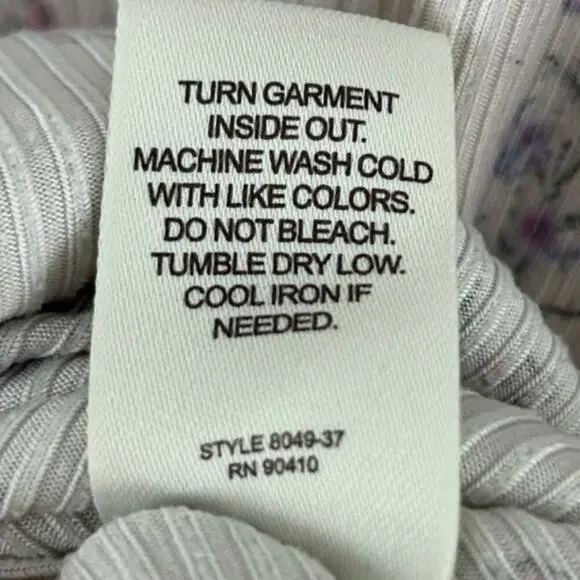 TURN GARMENT
INSIDE OUT.
MACHINE WASH COLD
WITH LIKE COLORS.
DO NOT BLEACH.
TUMBLE DRY LOW.
COOL IRON IF
NEEDED.
STYLE 8049-37
RN 90410